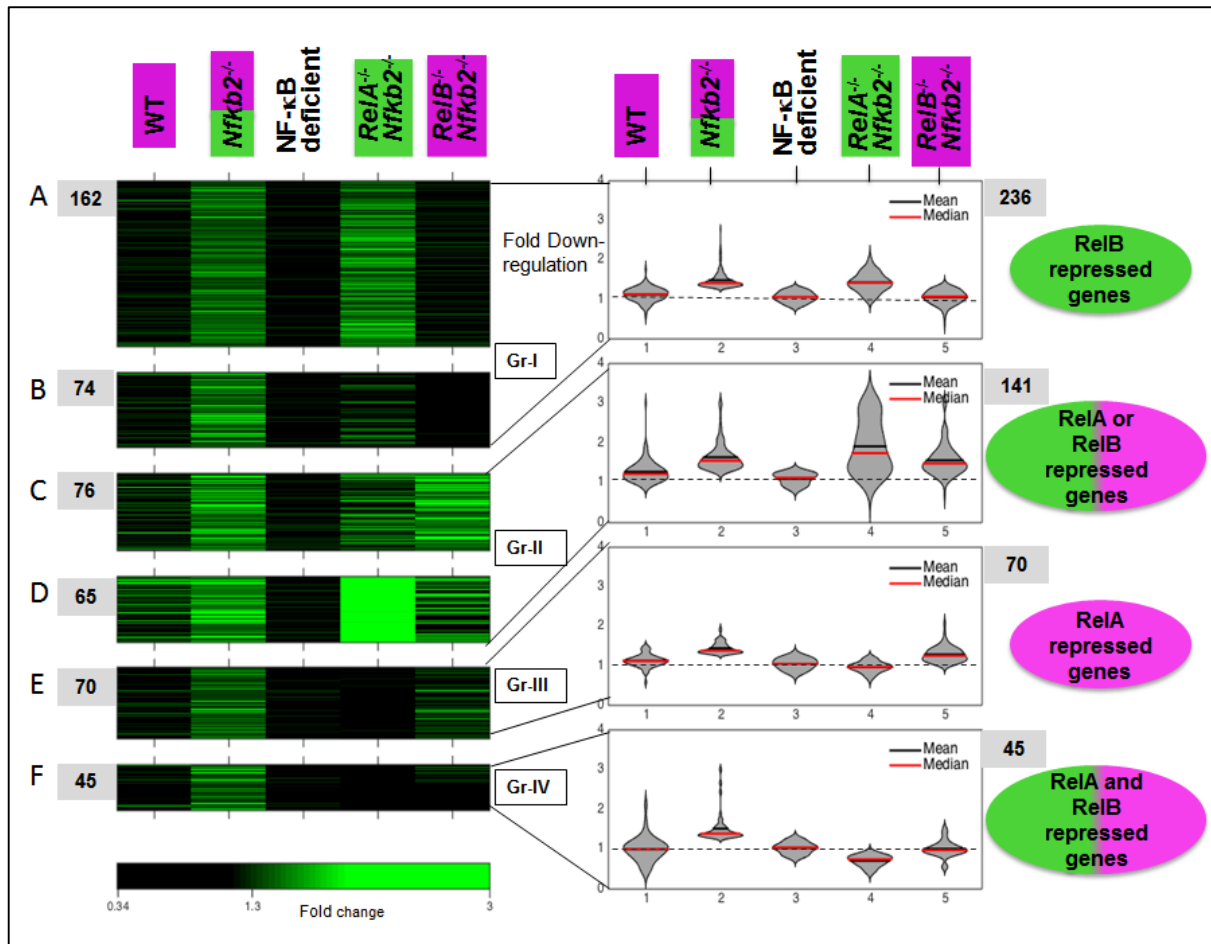 WT
Nfkb2-/-
NF-κB
deficient
RelA-/-
Nfkb2-/-
RelB-/-
Nfkb2-/-
WT
Nfkb2-/-
NF-κB
deficient
RelA-/-
Nfkb2-/-
RelB-/-
Nfkb2-/-
A
162
B
74
C
76
D
65
E
70
F
45
Gr-I
Gr-II
Gr-III
Gr-IV
0.34
1.3
3
Fold change
Fold Down-
regulation
4
3
2
1
0
Mean
Median
1 2 3 4 5
236
RelB
repressed
genes
4
3
2
1
0
Mean
Median
1 2 3 4 5
141
RelA or
RelB
repressed
genes
4
3
2
1
0
Mean
Median
1 2 3 4 5
70
RelA
repressed
genes
4
3
2
1
0
Mean
Median
1 2 3 4 5
45
RelA and
RelB
repressed
genes